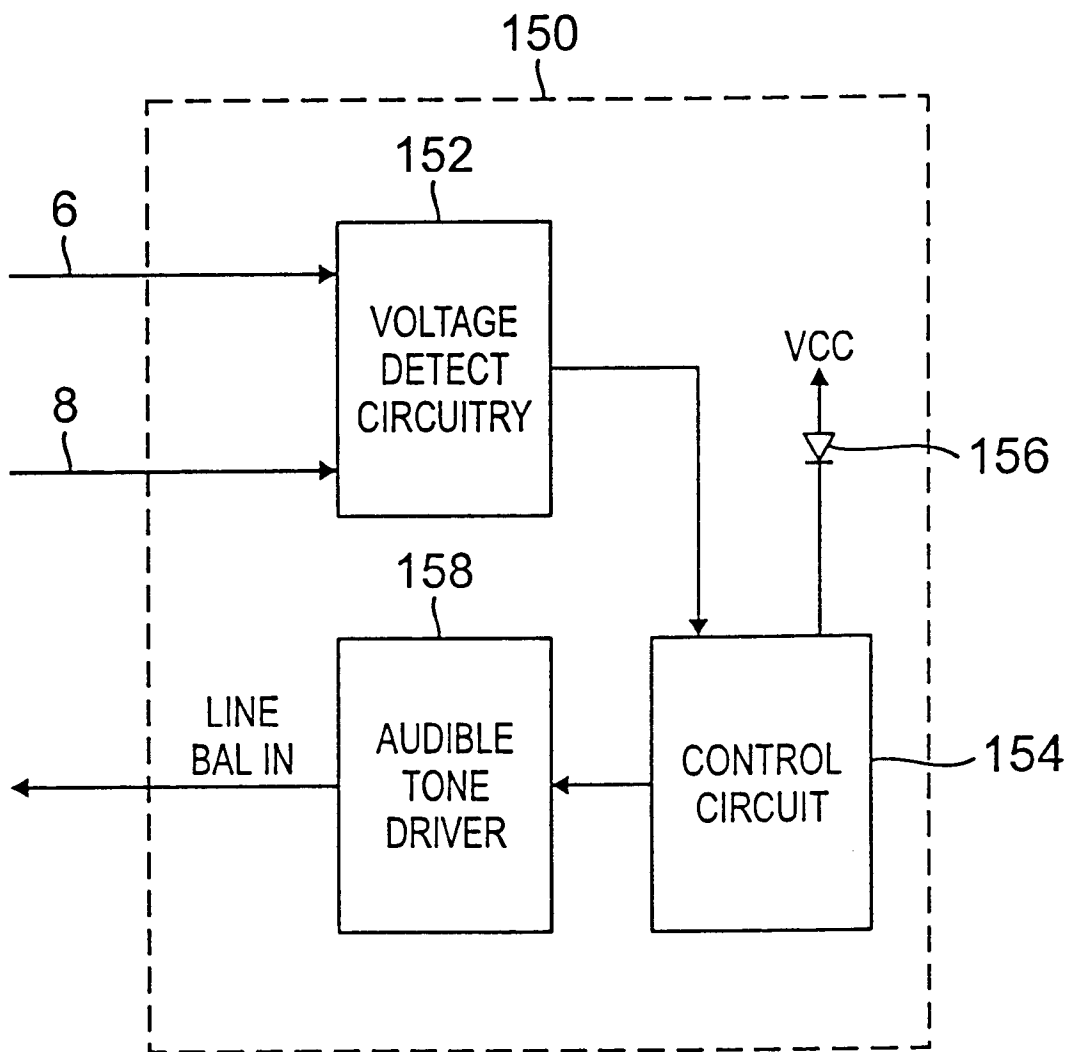 150
152
6
VOLTAGE
DETECT
CIRCUITRY
VCC
8
156
158
LINE
BAL IN
AUDIBLE
TONE
DRIVER
CONTROL
CIRCUIT
154